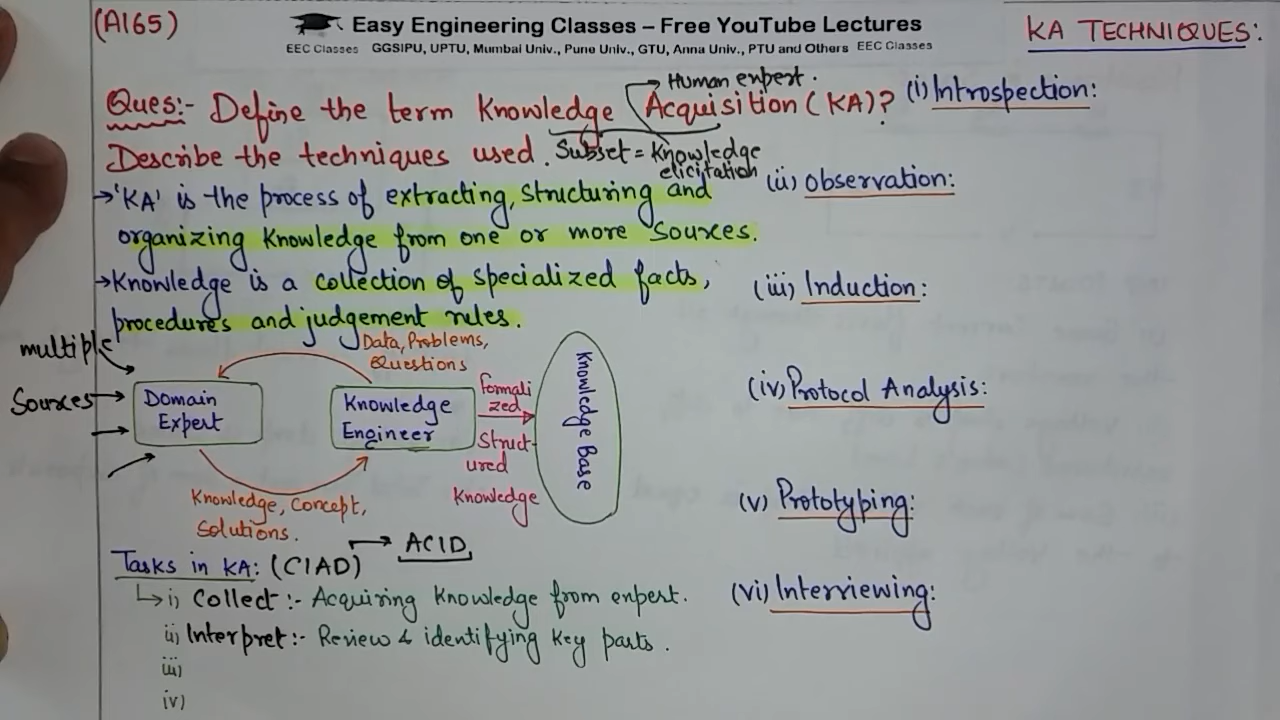 (AI65)
Easy Engineering Classes – Free YouTube Lectures
EEC Classes GGSIPU, UPTU, Mumbai Univ., Pune Univ., GTU, Anna Univ., PTU and Others EEC Classes
KA TECHNIQUES:
Human expert.
Ques:- Define the term Knowledge Acquisition (KA)?
Describe the techniques used. Subset = Knowledge
elicitation
→ 'KA' is the process of extracting, structuring and
organizing Knowledge from one or more sources.
→ Knowledge is a collection of specialized facts,
procedures and judgement rules.
multiple
Sources
Domain
Expert
Data, Problems,
Questions
Knowledge
Engineer
Knowledge, Concept,
Solutions.
formali
zed
Struct-
ured
Knowledge
Knowledge Base
Tasks in KA: (CIAD) → ACID
i) Collect :- Acquiring Knowledge from expert.
ii) Interpret :- Review & identifying key parts.
iii)
iv)
(i) Introspection:
(ii) Observation:
(iii) Induction:
(iv) Protocol Analysis:
(v) Prototyping:
(vi) Interviewing: